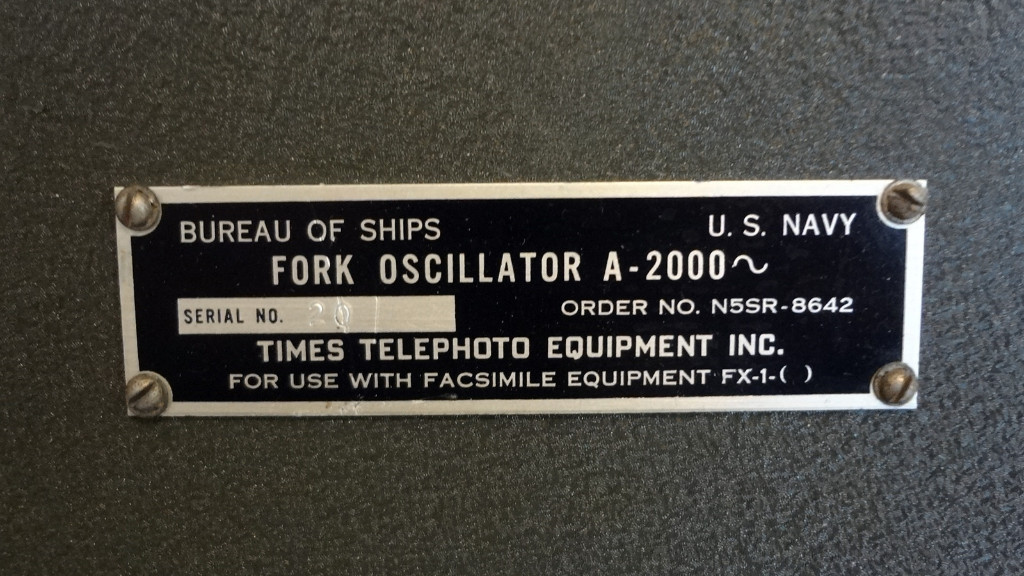 BUREAU OF SHIPS U. S. NAVY
FORK OSCILLATOR A-2000~
SERIAL NO. 20 ORDER NO. N5SR-8642
TIMES TELEPHOTO EQUIPMENT INC.
FOR USE WITH FACSIMILE EQUIPMENT FX-1-( )